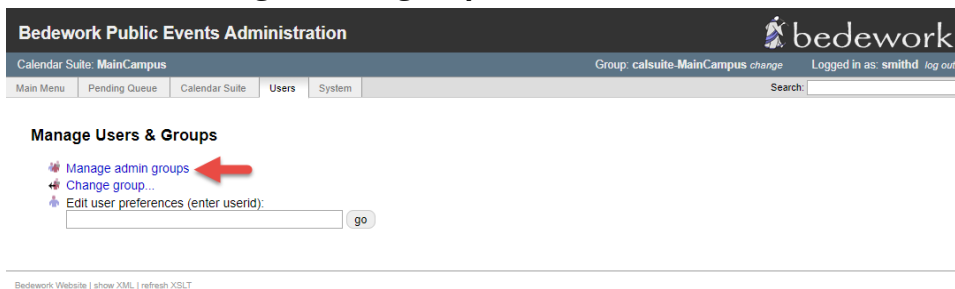 Bedework Public Events Administration
bedework
Calendar Suite: MainCampus
Group: calsuite-MainCampus change Logged in as: smithd log out
Main Menu Pending Queue Calendar Suite Users System Search:
Manage Users & Groups
Manage admin groups
Change group...
Edit user preferences (enter userid):
go
Bedework Website | show XML | refresh XSLT